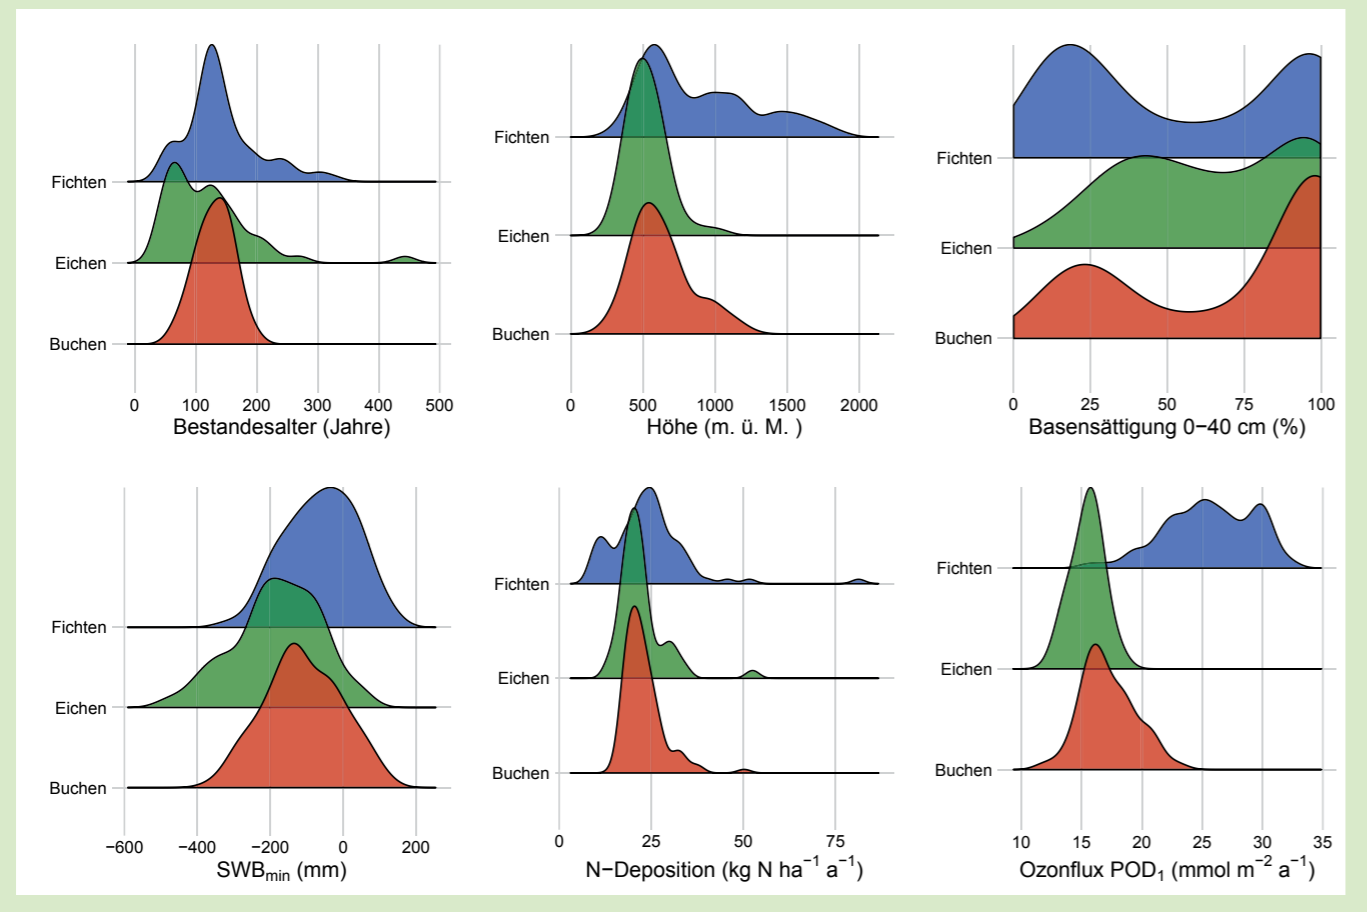 Fichten
Eichen
Buchen
0 100 200 300 400 500
Bestandesalter (Jahre)
Fichten
Eichen
Buchen
0 500 1000 1500 2000
Höhe (m. ü. M. )
Fichten
Eichen
Buchen
0 25 50 75 100
Basensättigung 0−40 cm (%)
Fichten
Eichen
Buchen
−600 −400 −200 0 200
SWBmin (mm)
Fichten
Eichen
Buchen
0 25 50 75
N−Deposition (kg N ha⁻¹ a⁻¹)
Fichten
Eichen
Buchen
10 15 20 25 30 35
Ozonflux POD₁ (mmol m⁻² a⁻¹)